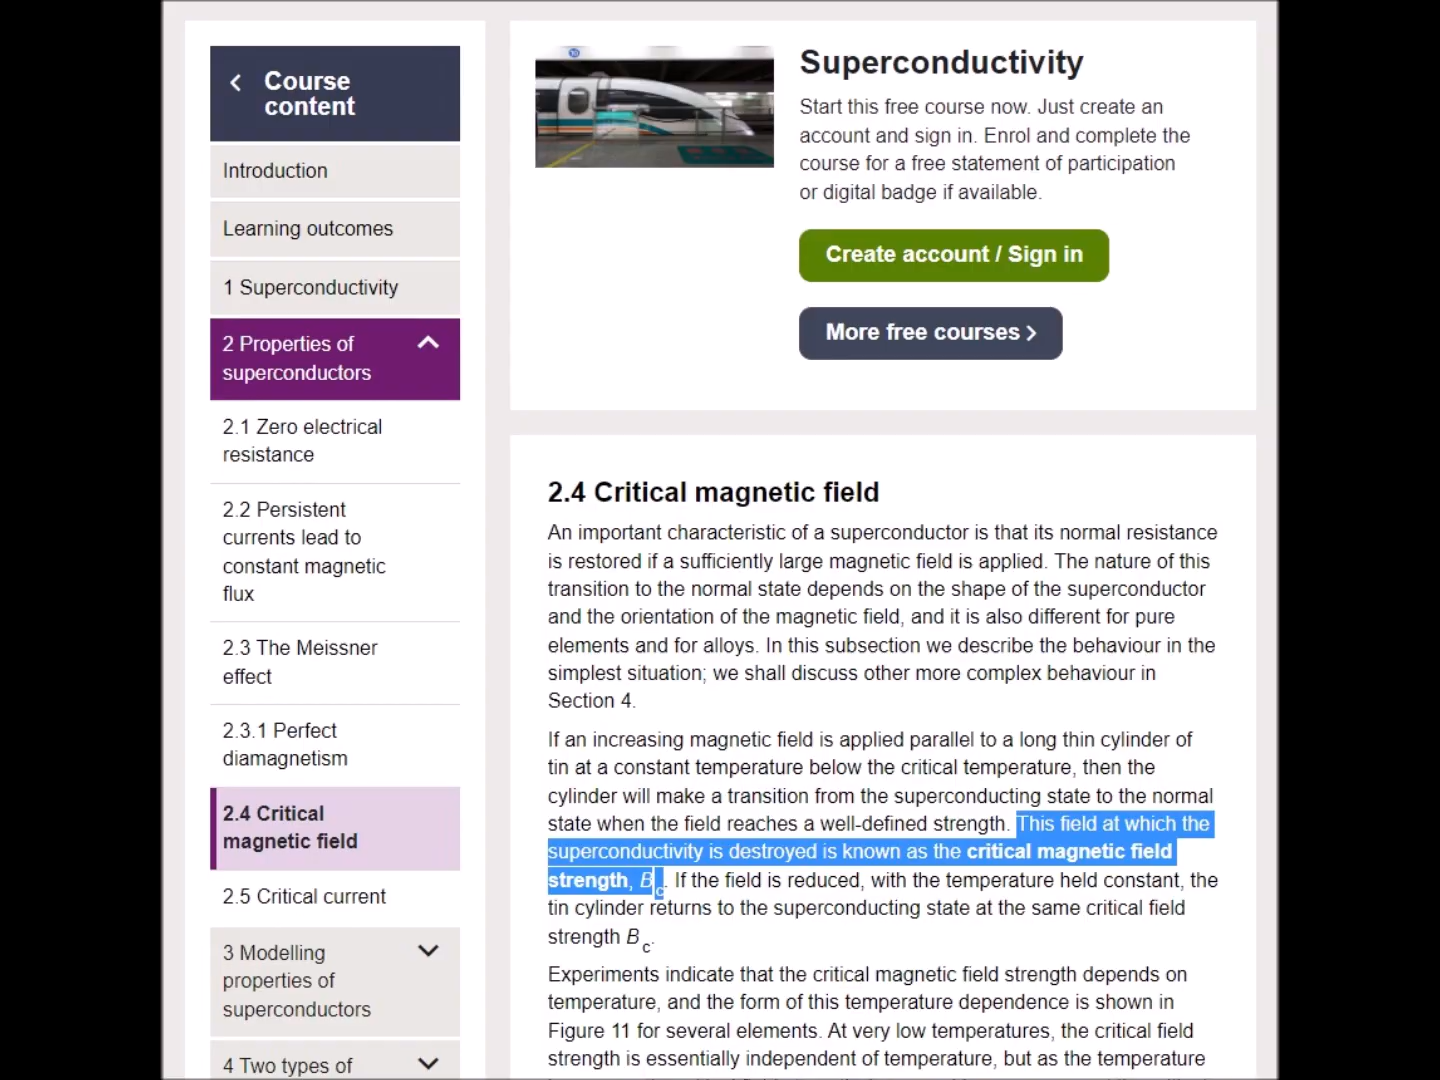 Course
content
Introduction
Learning outcomes
1 Superconductivity
2 Properties of
superconductors
2.1 Zero electrical
resistance
2.2 Persistent
currents lead to
constant magnetic
flux
2.3 The Meissner
effect
2.3.1 Perfect
diamagnetism
2.4 Critical
magnetic field
2.5 Critical current
3 Modelling
properties of
superconductors
4 Two types of
Superconductivity
Start this free course now. Just create an
account and sign in. Enrol and complete the
course for a free statement of participation
or digital badge if available.
Create account / Sign in
More free courses
2.4 Critical magnetic field
An important characteristic of a superconductor is that its normal resistance
is restored if a sufficiently large magnetic field is applied. The nature of this
transition to the normal state depends on the shape of the superconductor
and the orientation of the magnetic field, and it is also different for pure
elements and for alloys. In this subsection we describe the behaviour in the
simplest situation; we shall discuss other more complex behaviour in
Section 4.
If an increasing magnetic field is applied parallel to a long thin cylinder of
tin at a constant temperature below the critical temperature, then the
cylinder will make a transition from the superconducting state to the normal
state when the field reaches a well-defined strength. This field at which the
superconductivity is destroyed is known as the critical magnetic field
strength, Bc. If the field is reduced, with the temperature held constant, the
tin cylinder returns to the superconducting state at the same critical field
strength Bc.
Experiments indicate that the critical magnetic field strength depends on
temperature, and the form of this temperature dependence is shown in
Figure 11 for several elements. At very low temperatures, the critical field
strength is essentially independent of temperature, but as the temperature